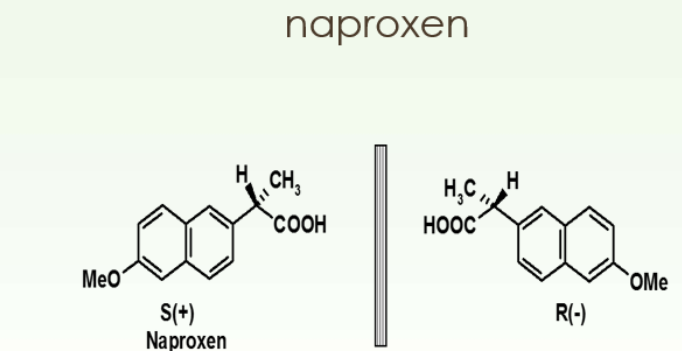 naproxen
H CH₃
COOH
MeO
S(+)
Naproxen
H₃C H
HOOC
OMe
R(-)